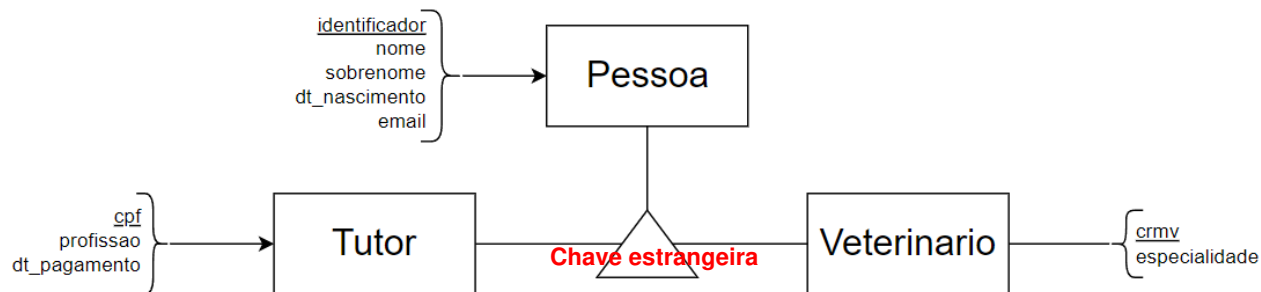 identificador
nome
sobrenome
dt_nascimento
email
Pessoa
cpf
profissao
dt_pagamento
Tutor
Chave estrangeira
Veterinario
crmv
especialidade